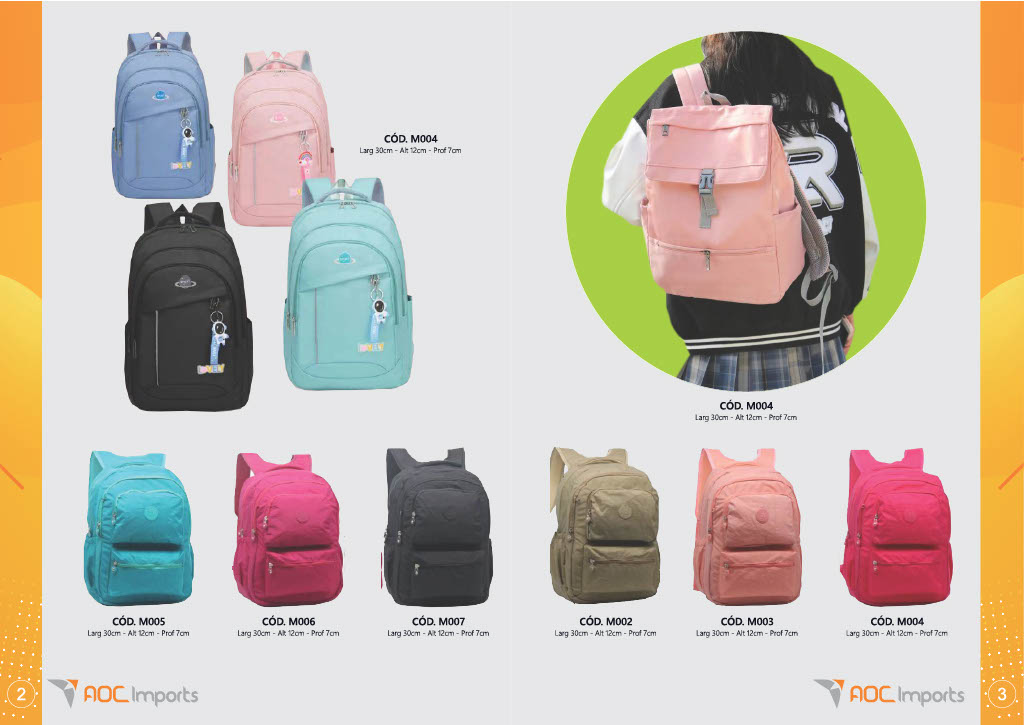 CÓD. M004
Larg 30cm - Alt 12cm - Prof 7cm
CÓD. M005
Larg 30cm - Alt 12cm - Prof 7cm
CÓD. M006
Larg 30cm - Alt 12cm - Prof 7cm
CÓD. M007
Larg 30cm - Alt 12cm - Prof 7cm
2
AOC Imports
R
CÓD. M004
Larg 30cm - Alt 12cm - Prof 7cm
CÓD. M002
Larg 30cm - Alt 12cm - Prof 7cm
CÓD. M003
Larg 30cm - Alt 12cm - Prof 7cm
CÓD. M004
Larg 30cm - Alt 12cm - Prof 7cm
AOC Imports
3